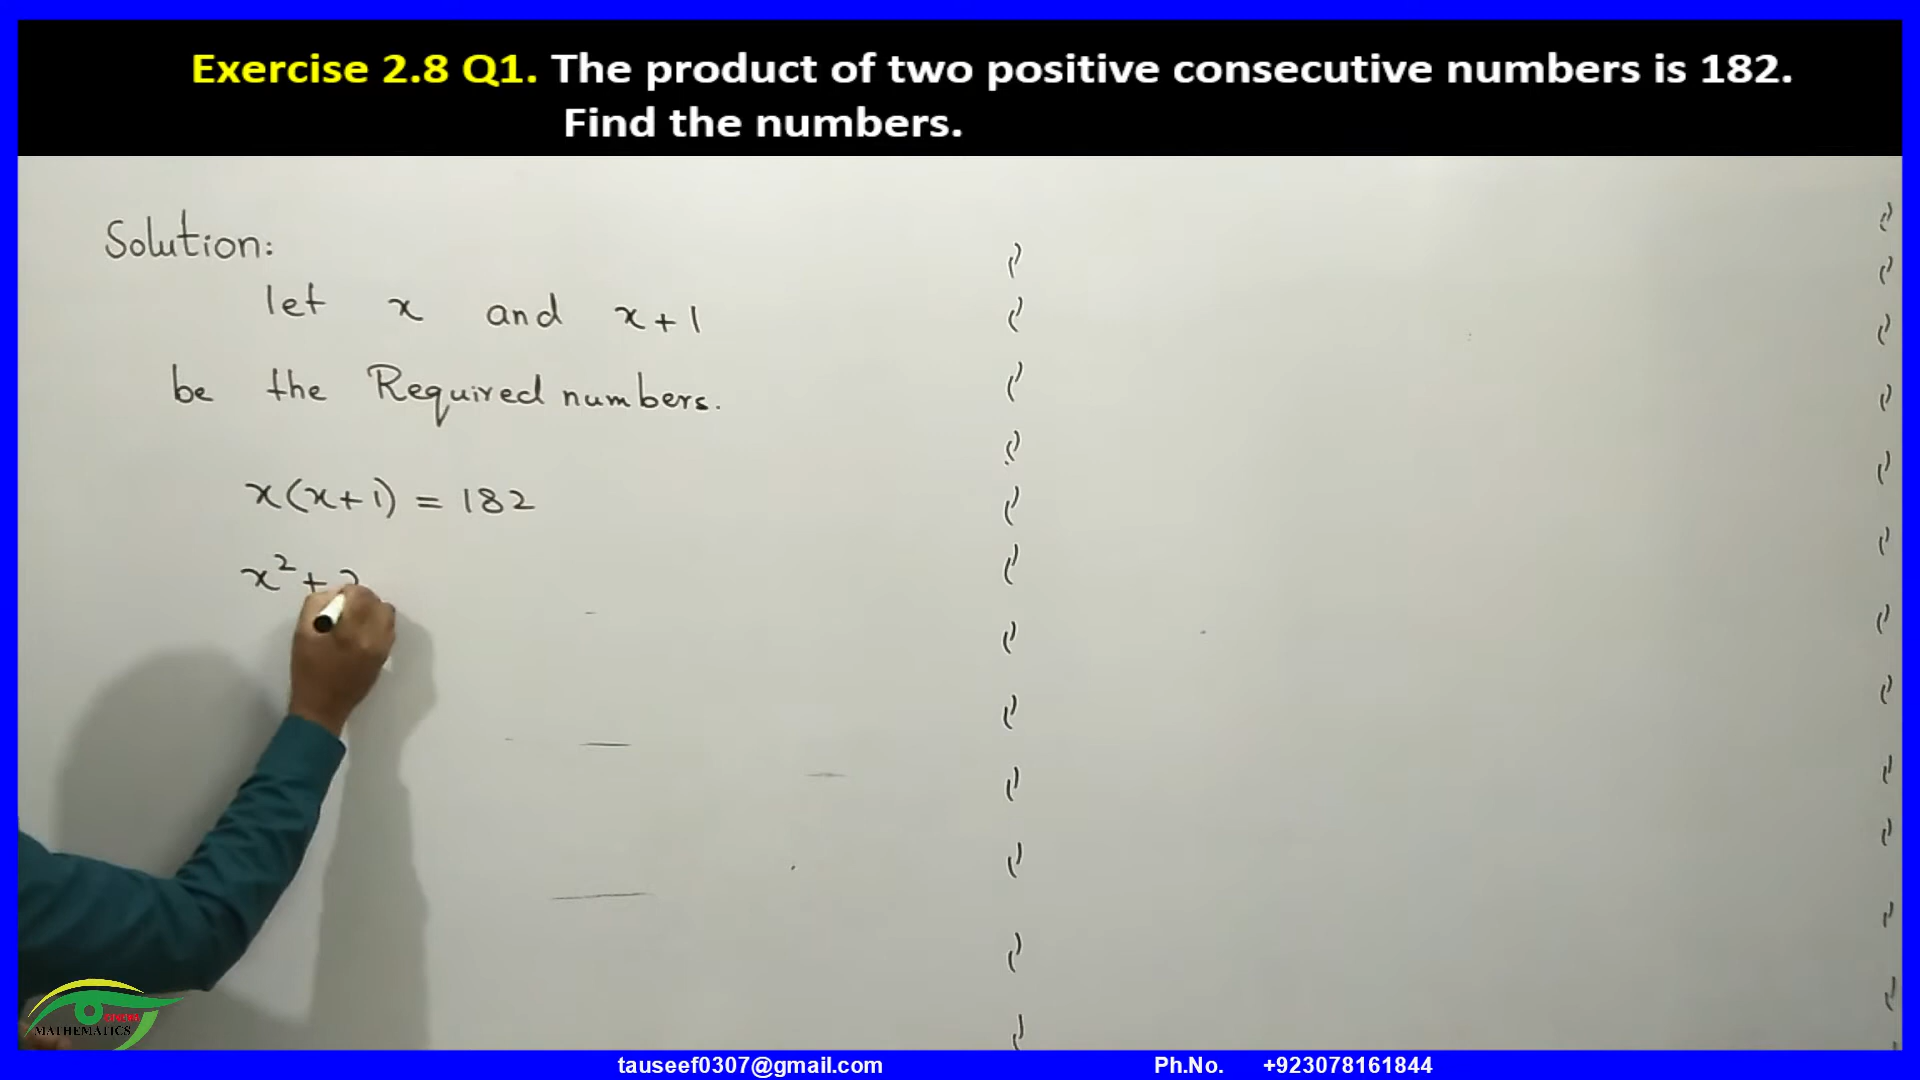 Exercise 2.8 Q1. The product of two positive consecutive numbers is 182.
Find the numbers.
Solution:
let x and x+1
be the Required numbers.
x(x+1) = 182
x² +
MATHEMATICS
tauseef0307@gmail.com Ph.No. +923078161844